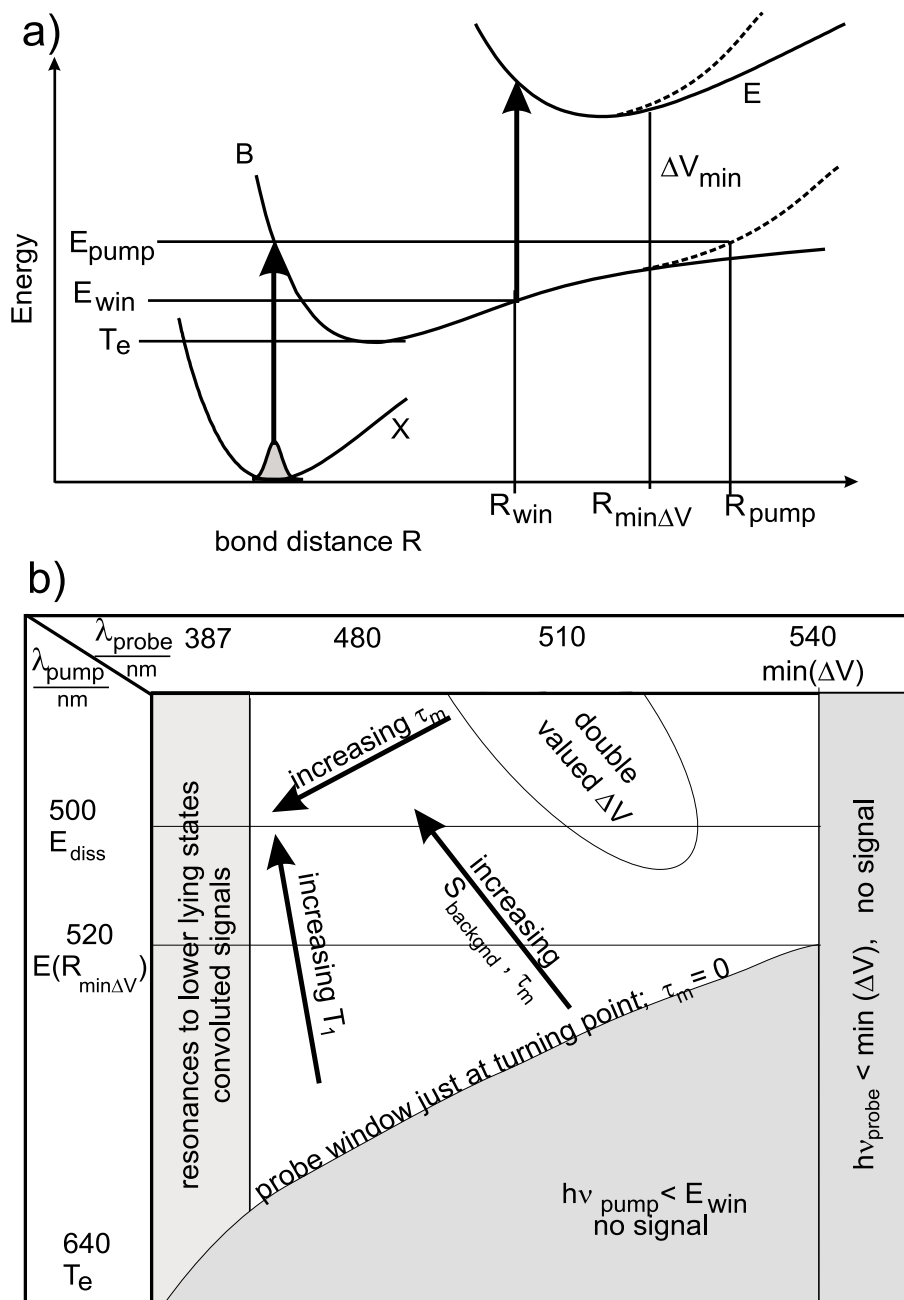 a)
Energy
B
E
ΔV_min
E_pump
E_win
T_e
X
R_win
R_minΔV
R_pump
bond distance R
b)
λ_probe/nm
387
480
510
540
λ_pump/nm
min(ΔV)
increasing τ_m
double
valued ΔV
500
E_diss
520
E(R_minΔV)
resonances to lower lying states
convoluted signals
increasing T_1
increasing
S_backgnd, τ_m
probe window just at turning point; τ_m = 0
hν_probe < min (ΔV), no signal
hν_pump < E_win
no signal
640
T_e